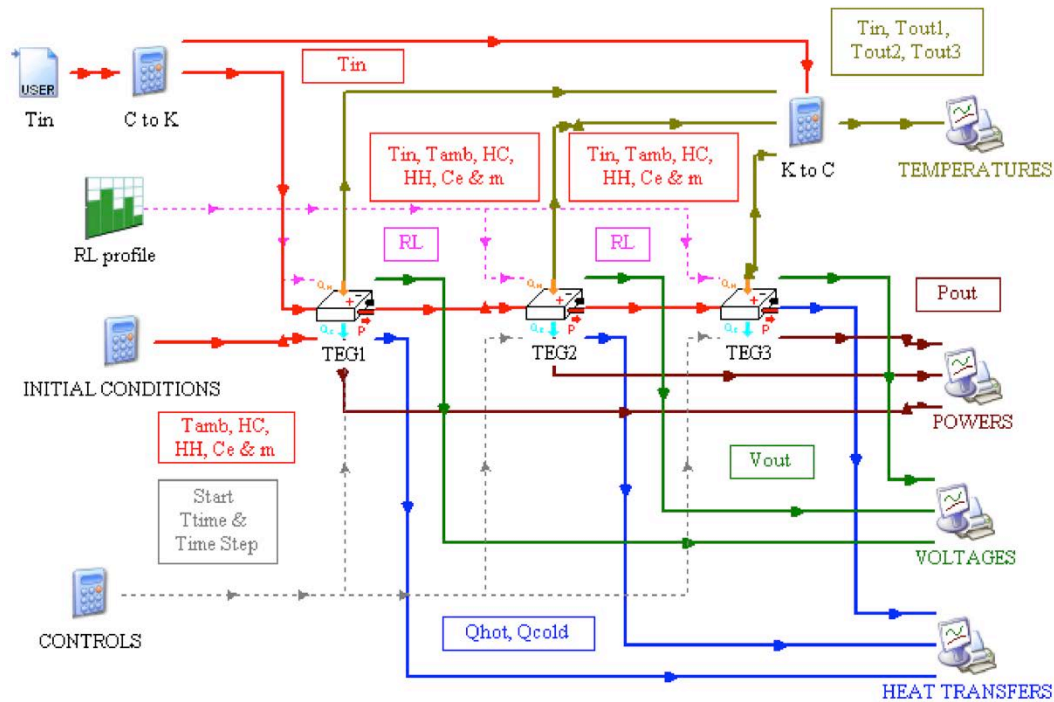 Tin, Tout1,
Tout2, Tout3
Tin
USER
Tin
C to K
K to C
TEMPERATURES
Tin, Tamb, HC,
HH, Ce & m
Tin, Tamb, HC,
HH, Ce & m
RL profile
RL
RL
Pout
TEG1
TEG2
TEG3
P
P
P
INITIAL CONDITIONS
POWERS
Tamb, HC,
HH, Ce & m
Vout
Start
Ttime &
Time Step
VOLTAGES
CONTROLS
Qhot, Qcold
HEAT TRANSFERS